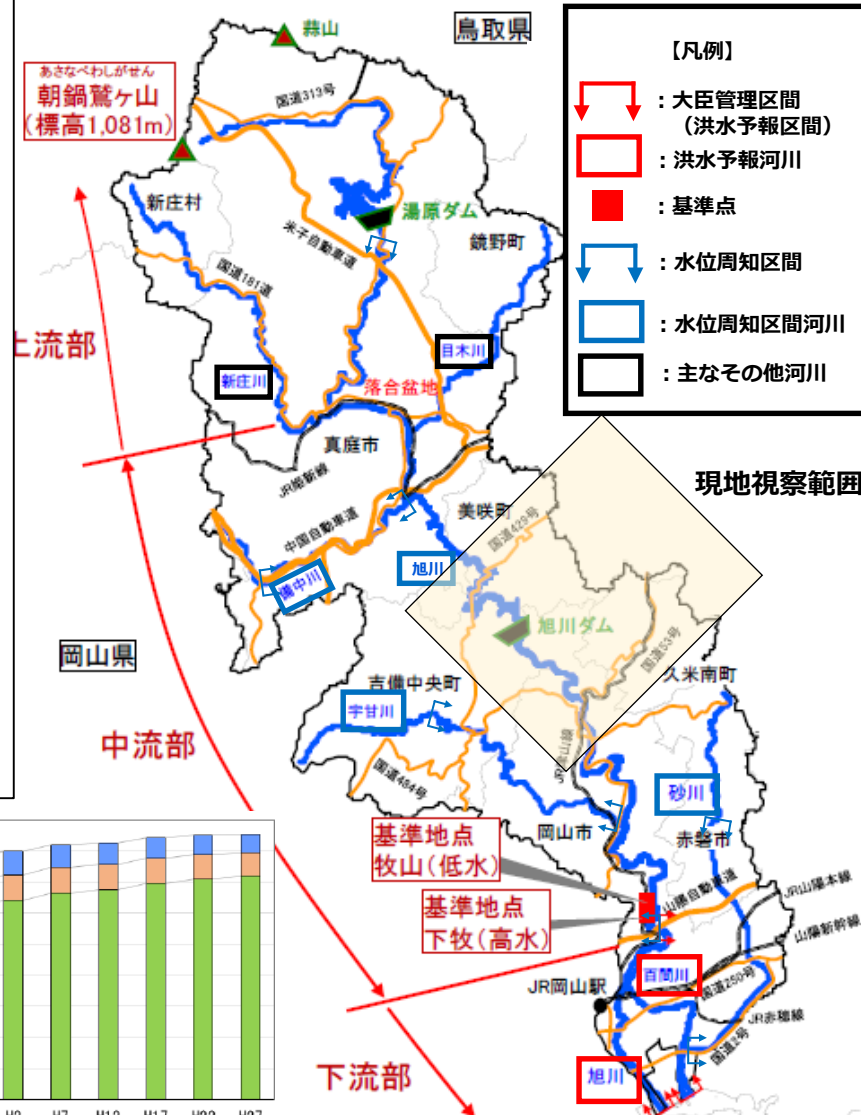 蒜山
鳥取県
あさなべわしがせん
朝鍋鷲ヶ山
(標高1,081m)
国道313号
新庄村
湯原ダム
米子自動車道
鏡野町
国道181道
上流部
目木川
新庄川
落合盆地
真庭市
JR姫新線
中国自動車道
美咲町
国道429号
旭川
備中川
旭川ダム
国道53号
岡山県
久米南町
吉備中央町
宇甘川
中流部
国道484号
JR津山線
砂川
岡山市
赤磐市
基準地点
牧山(低水)
基準地点
下牧(高水)
山陽自動車道
JR山陽本線
山陽新幹線
百間川
JR岡山駅
国道250号
JR赤穂線
国道2号
下流部
旭川
【凡例】
：大臣管理区間
（洪水予報区間）
：洪水予報河川
：基準点
：水位周知区間
：水位周知区間河川
：主なその他河川
現地視察範囲